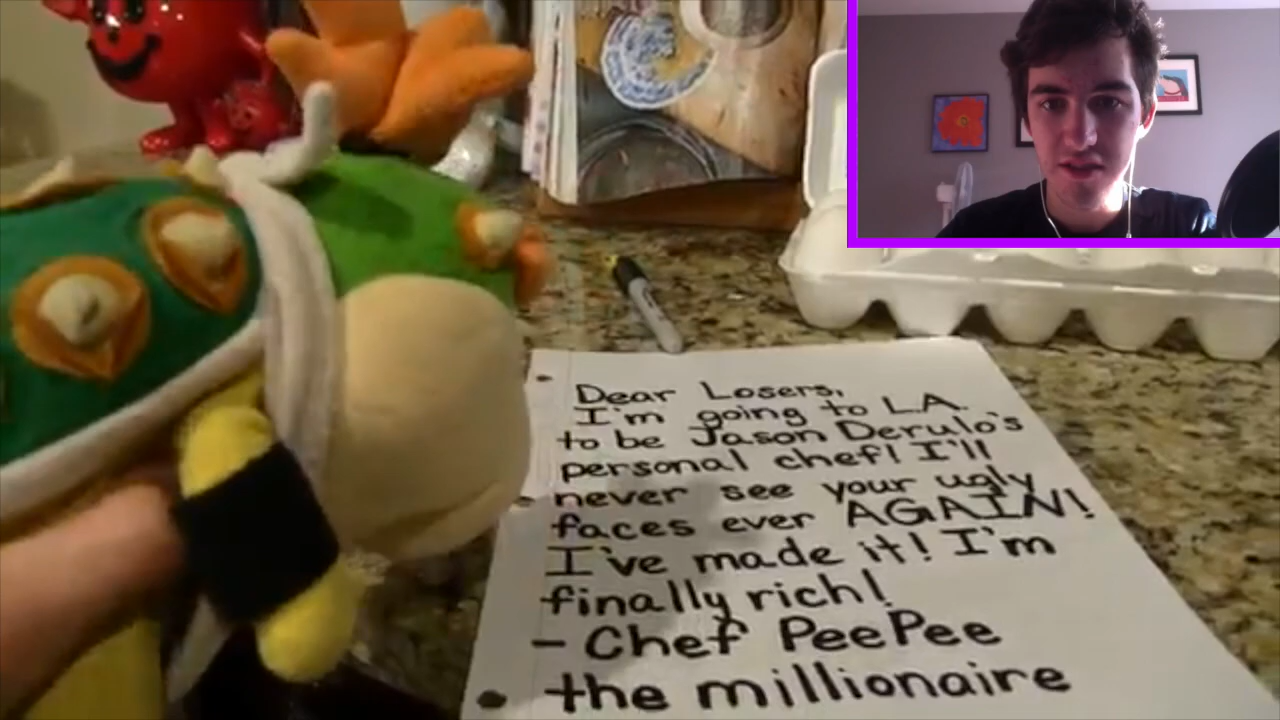 Dear Losers,
I'm going to L.A.
to be Jason Derulo's
personal chef! I'll
never see your ugly
faces ever AGAIN!
I've made it! I'm
finally rich!
- Chef PeePee
the millionaire